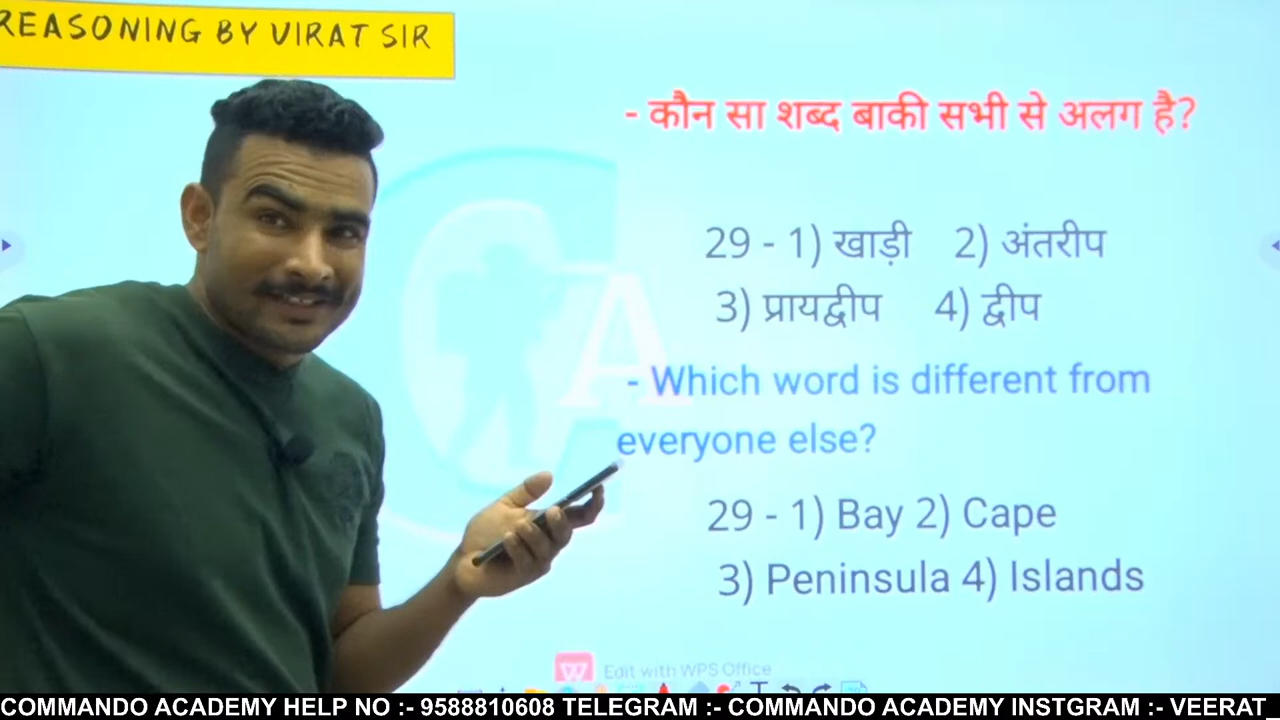 REASONING BY VIRAT SIR
- कौन सा शब्द बाकी सभी से अलग है?
29 - 1) खाड़ी 2) अंतरीप
3) प्रायद्वीप 4) द्वीप
- Which word is different from
everyone else?
29 - 1) Bay 2) Cape
3) Peninsula 4) Islands
CA
Edit with WPS Office
COMMANDO ACADEMY HELP NO :- 9588810608 TELEGRAM :- COMMANDO ACADEMY INSTGRAM :- VEERAT